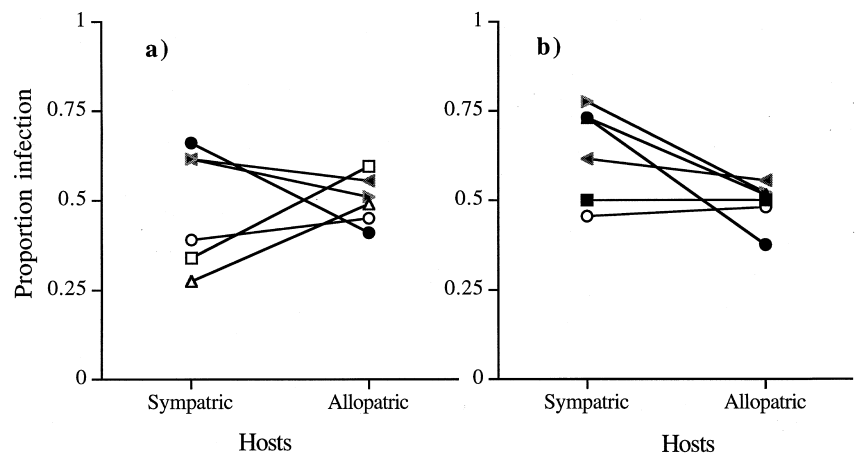 a)
Proportion infection
1
0.75
0.5
0.25
0
Sympatric
Allopatric
Hosts
b)
1
0.75
0.5
0.25
0
Sympatric
Allopatric
Hosts